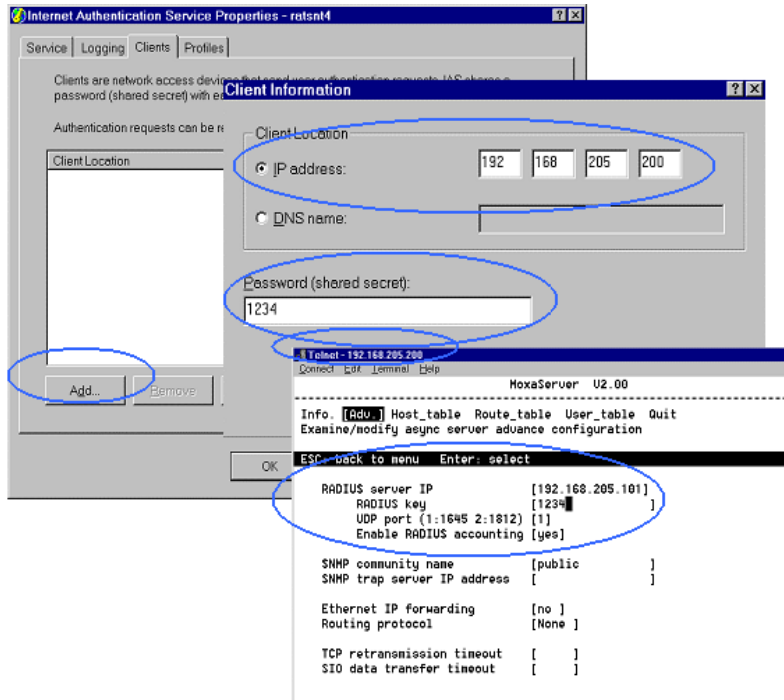 Internet Authentication Service Properties - ratsnt4
Service Logging Clients Profiles
Clients are network access devices that send user authentication requests. IAS shares a
password (shared secret) with ea
Authentication requests can be re
Client Location
Add...
Remove
OK
Client Information
Client Location
IP address: 192 168 205 200
DNS name:
Password (shared secret):
1234
Telnet - 192.168.205.200
Connect Edit Terminal Help
MoxaServer V2.00
Info. [Adv.] Host_table Route_table User_table Quit
Examine/modify async server advance configuration
ESC: back to menu Enter: select
RADIUS server IP [192.168.205.101]
RADIUS key [1234 ]
UDP port (1:1645 2:1812) [1]
Enable RADIUS accounting [yes]
SNMP community name [public ]
SNMP trap server IP address [ ]
Ethernet IP forwarding [no ]
Routing protocol [None ]
TCP retransmission timeout [ ]
SIO data transfer timeout [ ]